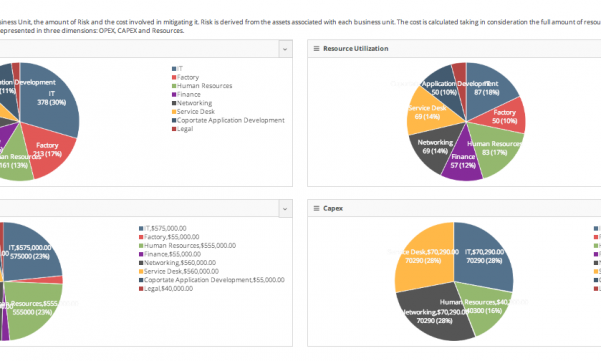 siness Unit, the amount of Risk and the cost involved in mitigating it. Risk is derived from the assets associated with each business unit. The cost is calculated taking in consideration the full amount of resou
epresented in three dimensions: OPEX, CAPEX and Resources.
IT
378 (30%)
Factory
213 (17%)
an Resources
161 (13%)
ation Development
(11%)
IT
Factory
Human Resources
Finance
Networking
Service Desk
Coportate Application Development
Legal
Resource Utilization
IT
87 (18%)
Factory
50 (10%)
Human Resour
83 (17%)
Finance
57 (12%)
Networking
69 (14%)
Service Desk
69 (14%)
Application Develop
50 (10%)
IT,$575,000.00
575000 (23%)
Resources,$555
555000 (23%)
IT,$575,000.00
Factory,$55,000.00
Human Resources,$555,000.00
Finance,$55,000.00
Networking,$560,000.00
Service Desk,$560,000.00
Coportate Application Development,$55,000.00
Legal,$40,000.00
Capex
e Desk,$70,290.00
70290 (28%)
IT,$70,290.00
70290 (28%)
Human Resources,$40,
40300 (16%)
Networking,$70,290.00
70290 (28%)